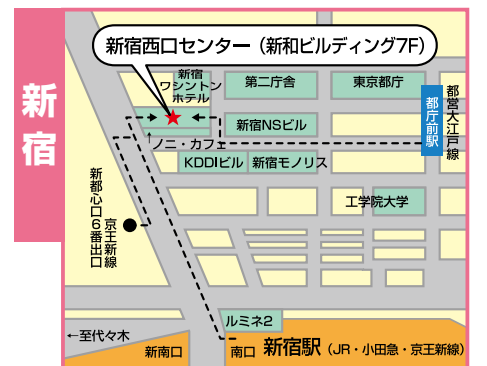 新宿
新宿西口センター（新和ビルディング7F）
新宿
ワシントン
ホテル
第二庁舎
東京都庁
都庁前駅
都営大江戸線
新宿NSビル
↑ノニ・カフェ
KDDIビル
新宿モノリス
工学院大学
新都心口6番出口
京王新線
ルミネ2
←至代々木
新南口
南口
新宿駅（JR・小田急・京王新線）